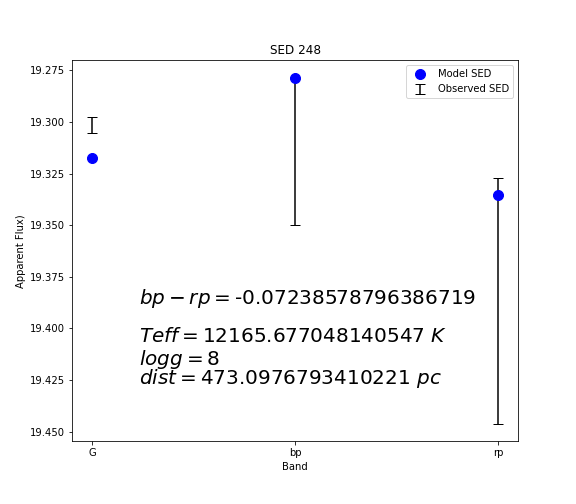 SED 248
Model SED
Observed SED
19.275
19.300
19.325
19.350
19.375
19.400
19.425
19.450
Apparent Flux)
bp − rp = -0.07238578796386719
Teff = 12165.677048140547 K
logg = 8
dist = 473.0976793410221 pc
G
bp
rp
Band